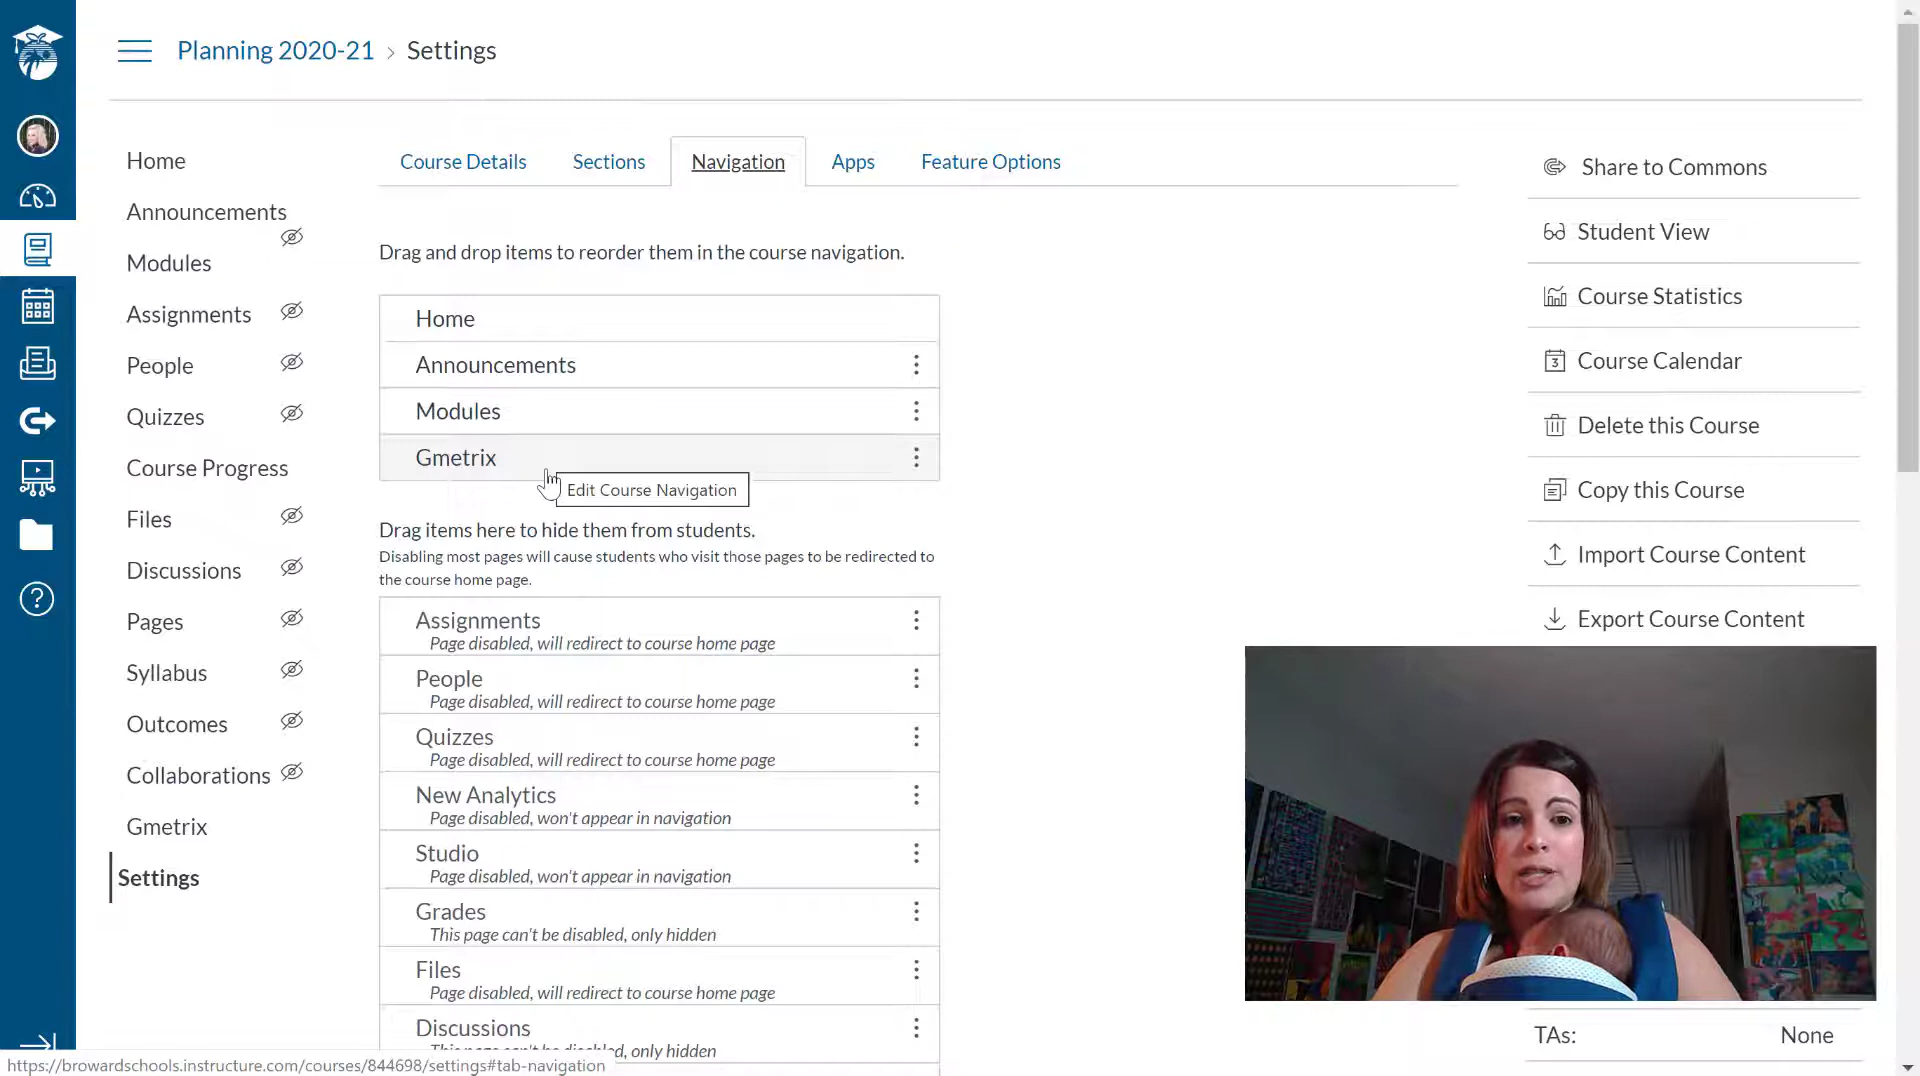 Planning 2020-21 > Settings
Home
Announcements
Modules
Assignments
People
Quizzes
Course Progress
Files
Discussions
Pages
Syllabus
Outcomes
Collaborations
Gmetrix
Settings
Course Details
Sections
Navigation
Apps
Feature Options
Drag and drop items to reorder them in the course navigation.
Home
Announcements
Modules
Gmetrix
Edit Course Navigation
Drag items here to hide them from students.
Disabling most pages will cause students who visit those pages to be redirected to
the course home page.
Assignments
Page disabled, will redirect to course home page
People
Page disabled, will redirect to course home page
Quizzes
Page disabled, will redirect to course home page
New Analytics
Page disabled, won't appear in navigation
Studio
Page disabled, won't appear in navigation
Grades
This page can't be disabled, only hidden
Files
Page disabled, will redirect to course home page
Discussions
This page can't be disabled, only hidden
Share to Commons
Student View
Course Statistics
3
Course Calendar
Delete this Course
Copy this Course
Import Course Content
Export Course Content
TAs: None
https://browardschools.instructure.com/courses/844698/settings#tab-navigation